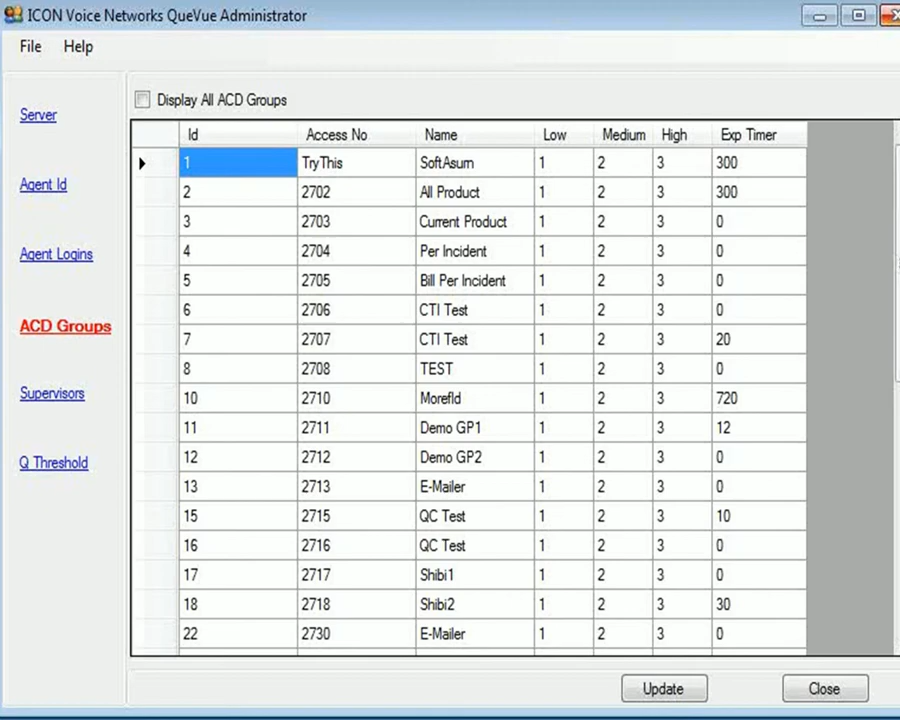 ICON Voice Networks QueVue Administrator
File Help
Server
Agent Id
Agent Logins
ACD Groups
Supervisors
Q Threshold
Display All ACD Groups
Id Access No Name Low Medium High Exp Timer
1 TryThis SoftAsurn 1 2 3 300
2 2702 All Product 1 2 3 300
3 2703 Current Product 1 2 3 0
4 2704 Per Incident 1 2 3 0
5 2705 Bill Per Incident 1 2 3 0
6 2706 CTI Test 1 2 3 0
7 2707 CTI Test 1 2 3 20
8 2708 TEST 1 2 3 0
10 2710 Morefld 1 2 3 720
11 2711 Demo GP1 1 2 3 12
12 2712 Demo GP2 1 2 3 0
13 2713 E-Mailer 1 2 3 0
15 2715 QC Test 1 2 3 10
16 2716 QC Test 1 2 3 0
17 2717 Shibi1 1 2 3 0
18 2718 Shibi2 1 2 3 30
22 2730 E-Mailer 1 2 3 0
Update Close